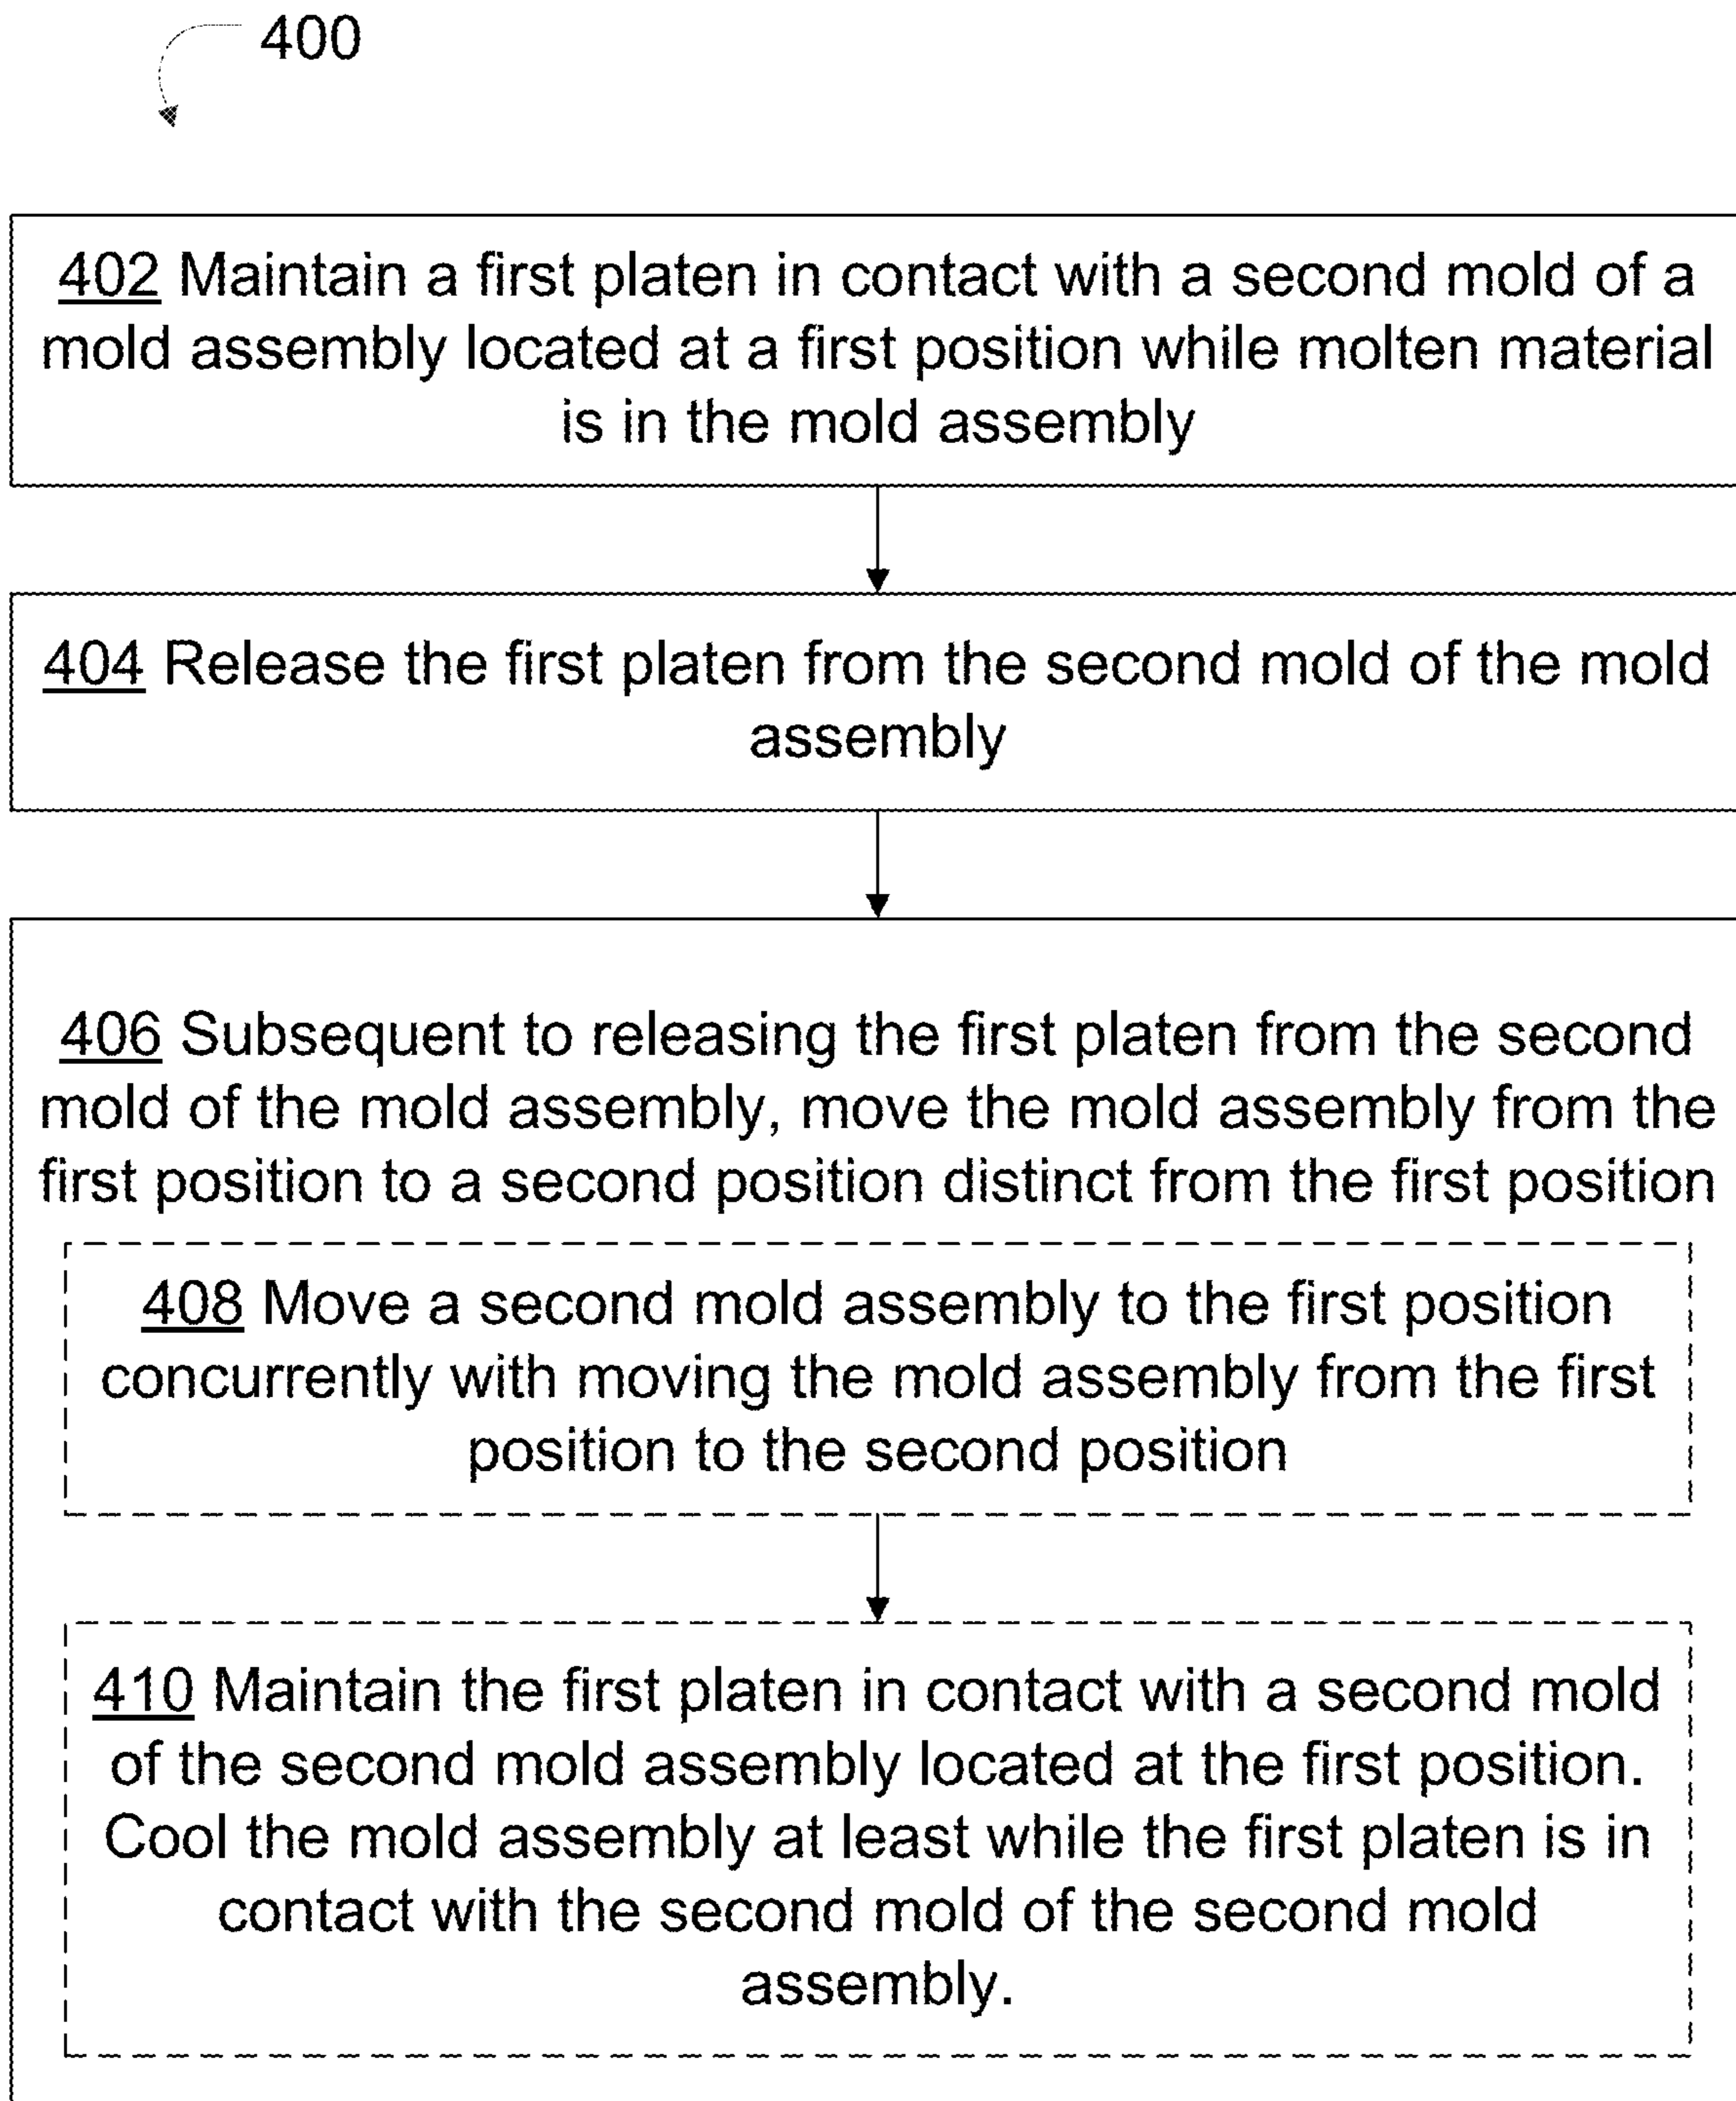 400
402 Maintain a first platen in contact with a second mold of a
mold assembly located at a first position while molten material
is in the mold assembly
404 Release the first platen from the second mold of the mold
assembly
406 Subsequent to releasing the first platen from the second
mold of the mold assembly, move the mold assembly from the
first position to a second position distinct from the first position
408 Move a second mold assembly to the first position
concurrently with moving the mold assembly from the first
position to the second position
410 Maintain the first platen in contact with a second mold
of the second mold assembly located at the first position.
Cool the mold assembly at least while the first platen is in
contact with the second mold of the second mold
assembly.